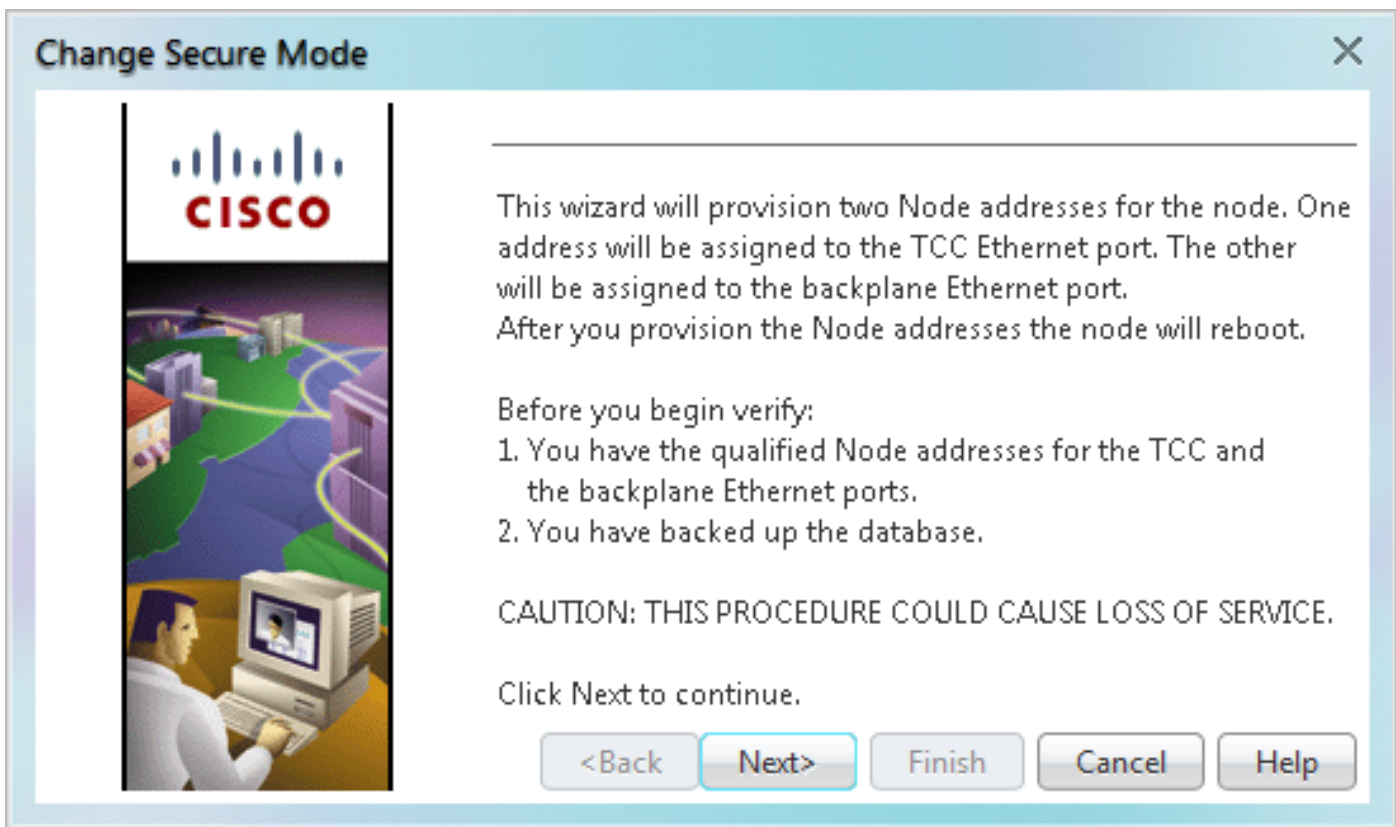 Change Secure Mode
CISCO
This wizard will provision two Node addresses for the node. One
address will be assigned to the TCC Ethernet port. The other
will be assigned to the backplane Ethernet port.
After you provision the Node addresses the node will reboot.
Before you begin verify:
1. You have the qualified Node addresses for the TCC and
the backplane Ethernet ports.
2. You have backed up the database.
CAUTION: THIS PROCEDURE COULD CAUSE LOSS OF SERVICE.
Click Next to continue.
<Back Next> Finish Cancel Help